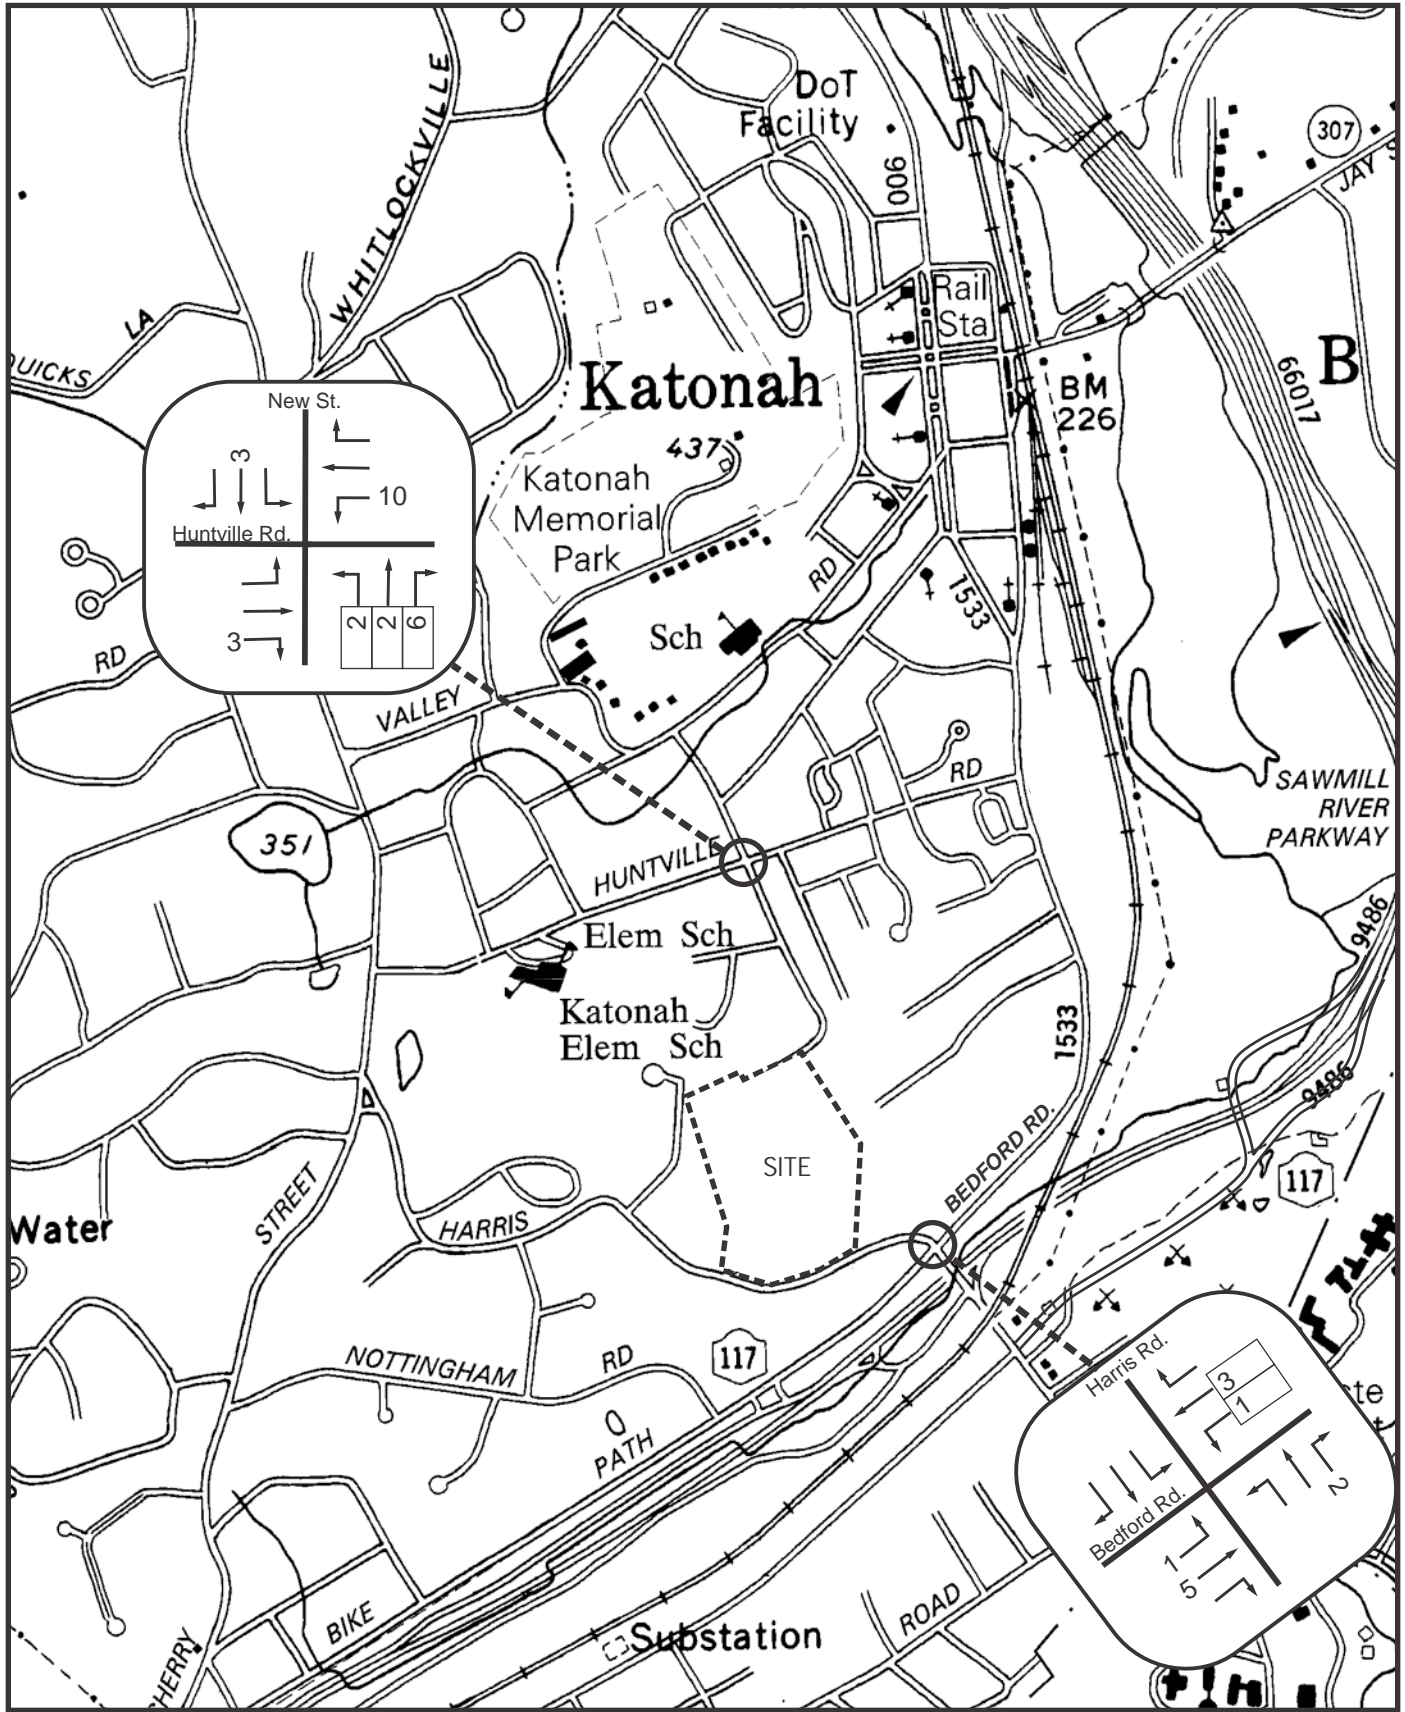 WHITLOCKVILLE
DoT
Facility
900
307
JAY S
LA
QUICKS
Rail
Sta
Katonah
BM
226
66017
B
437
Katonah
Memorial
Park
New St.
3
10
Huntville Rd.
3
2
2
6
RD
1533
RD
Sch
VALLEY
RD
SAWMILL
RIVER
PARKWAY
351
HUNTVILLE
Elem Sch
9486
Katonah
Elem Sch
1533
9486
BEDFORD RD.
SITE
117
STREET
Water
HARRIS
NOTTINGHAM
RD
117
Harris Rd.
3
1
ste
t
PATH
Bedford Rd.
2
1
5
BIKE
ROAD
Substation
SHERRY